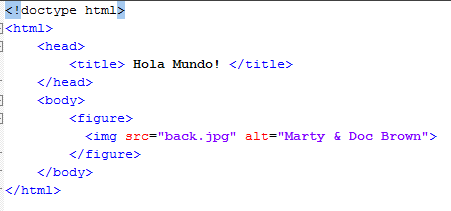 <!doctype html>
<html>
<head>
<title> Hola Mundo! </title>
</head>
<body>
<figure>
<img src="back.jpg" alt="Marty & Doc Brown">
</figure>
</body>
</html>